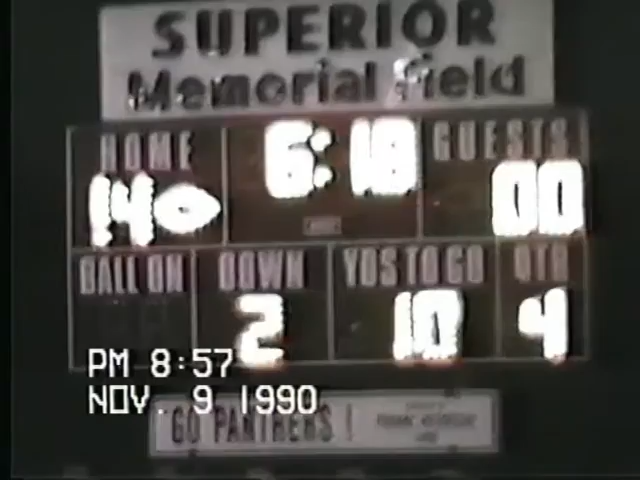 SUPERIOR
Memorial Field
HOME 6:18 GUESTS
14 00
BALL ON DOWN YDS TO GO QTR
2 10 4
PM 8:57
NOV. 9 1990
GO PANTHERS!